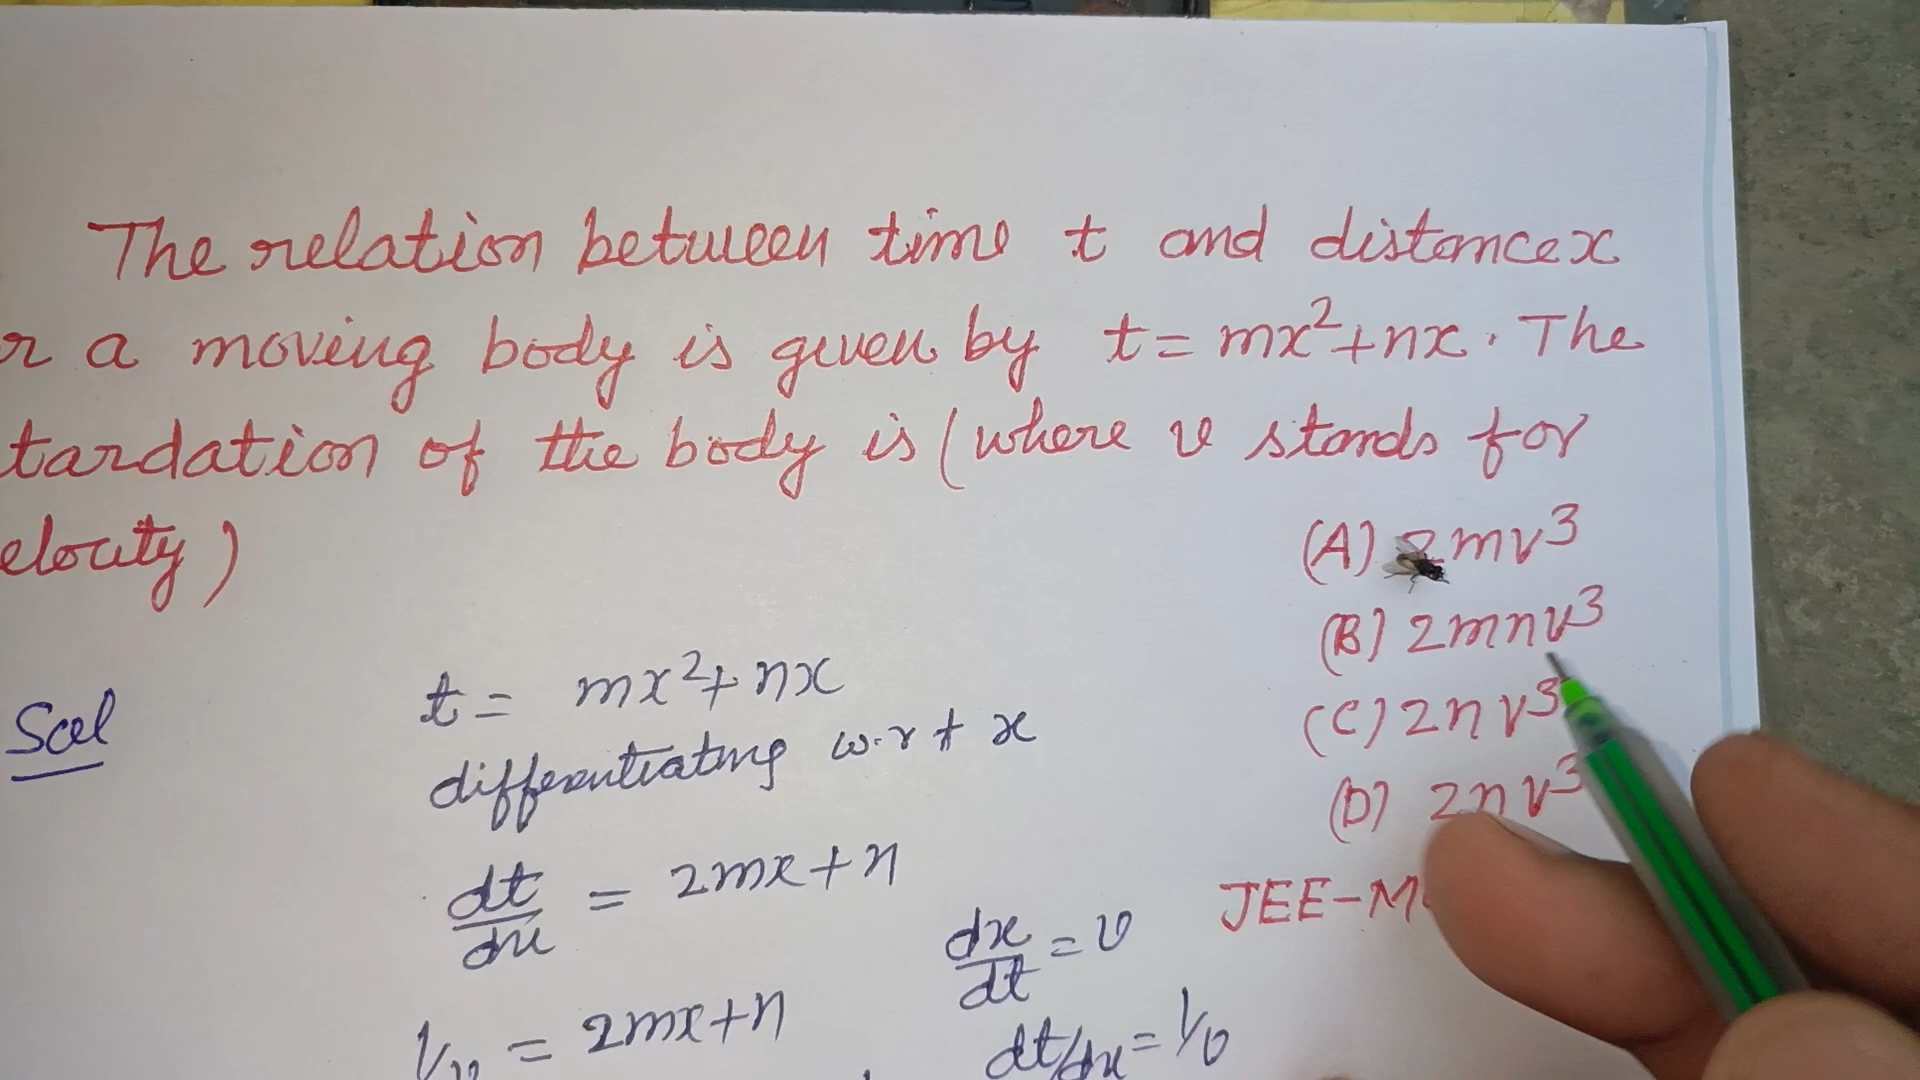 The relation between time t and distance x
r a moving body is given by t = mx² + nx. The
tardation of the body is (where v stands for
elocity)
(A) 2mv³
(B) 2mnv³
(C) 2nv³
(D) 2nv³
JEE-M
Sol
t = mx² + nx
differentiating w.r t x
dt/dx = 2mx + n
dx/dt = v
1/v = 2mx + n
dt/dx = 1/v